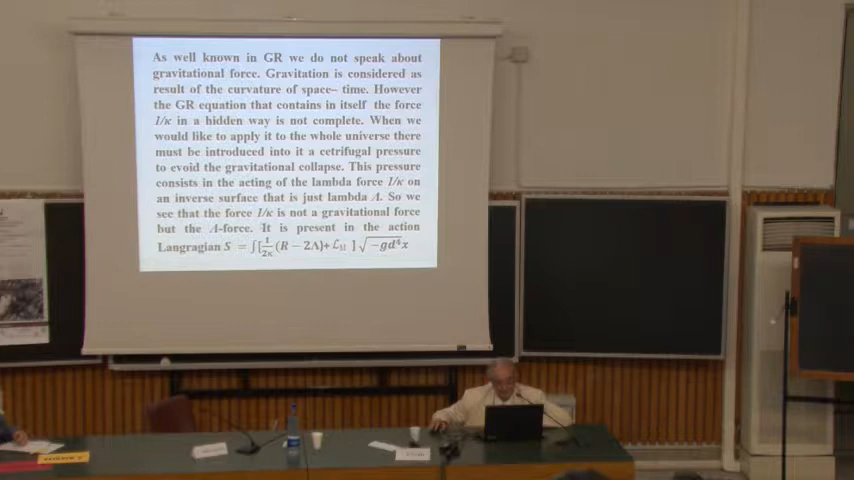 As well known in GR we do not speak about
gravitational force. Gravitation is considered as
result of the curvature of space– time. However
the GR equation that contains in itself the force
1/κ in a hidden way is not complete. When we
would like to apply it to the whole universe there
must be introduced into it a cetrifugal pressure
to evoid the gravitational collapse. This pressure
consists in the acting of the lambda force 1/κ on
an inverse surface that is just lambda Λ. So we
see that the force 1/κ is not a gravitational force
but the Λ-force. It is present in the action
Langragian S = ∫[1/2κ (R − 2Λ)+ ℒM ] √−gd⁴x